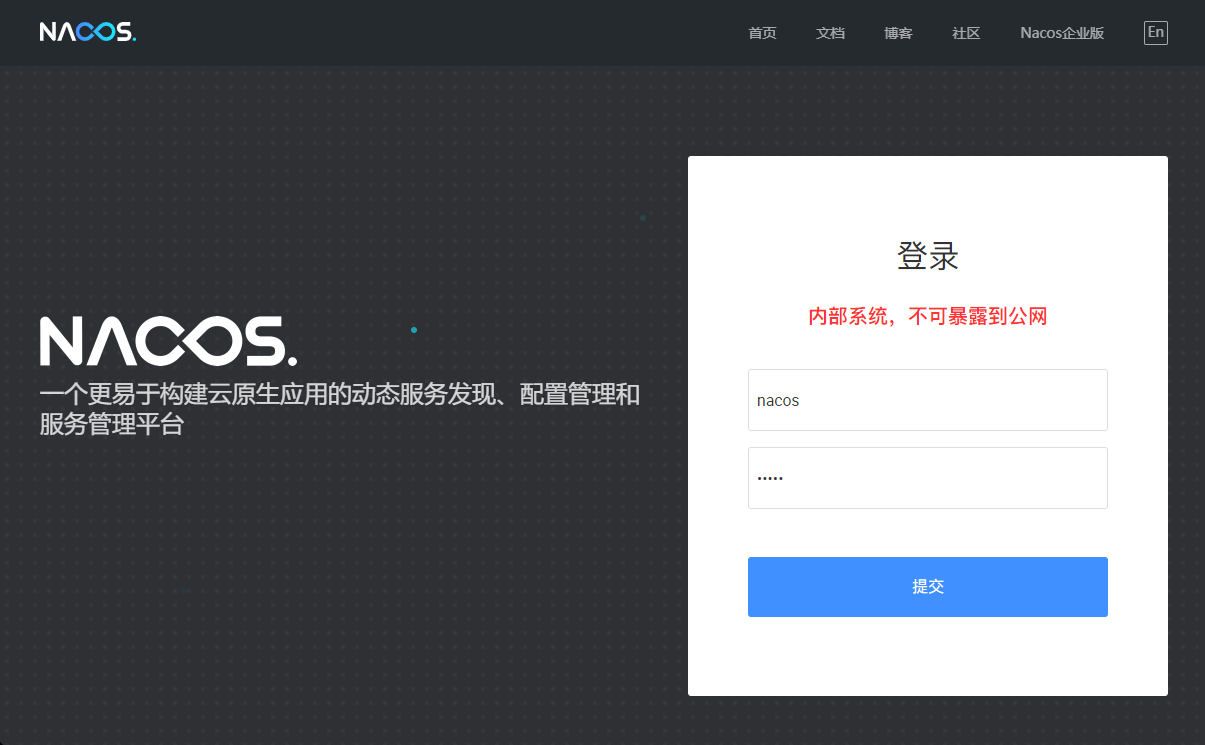 NACOS.
首页
文档
博客
社区
Nacos企业版
En
NACOS.
一个更易于构建云原生应用的动态服务发现、配置管理和
服务管理平台
登录
内部系统，不可暴露到公网
nacos
•••••
提交